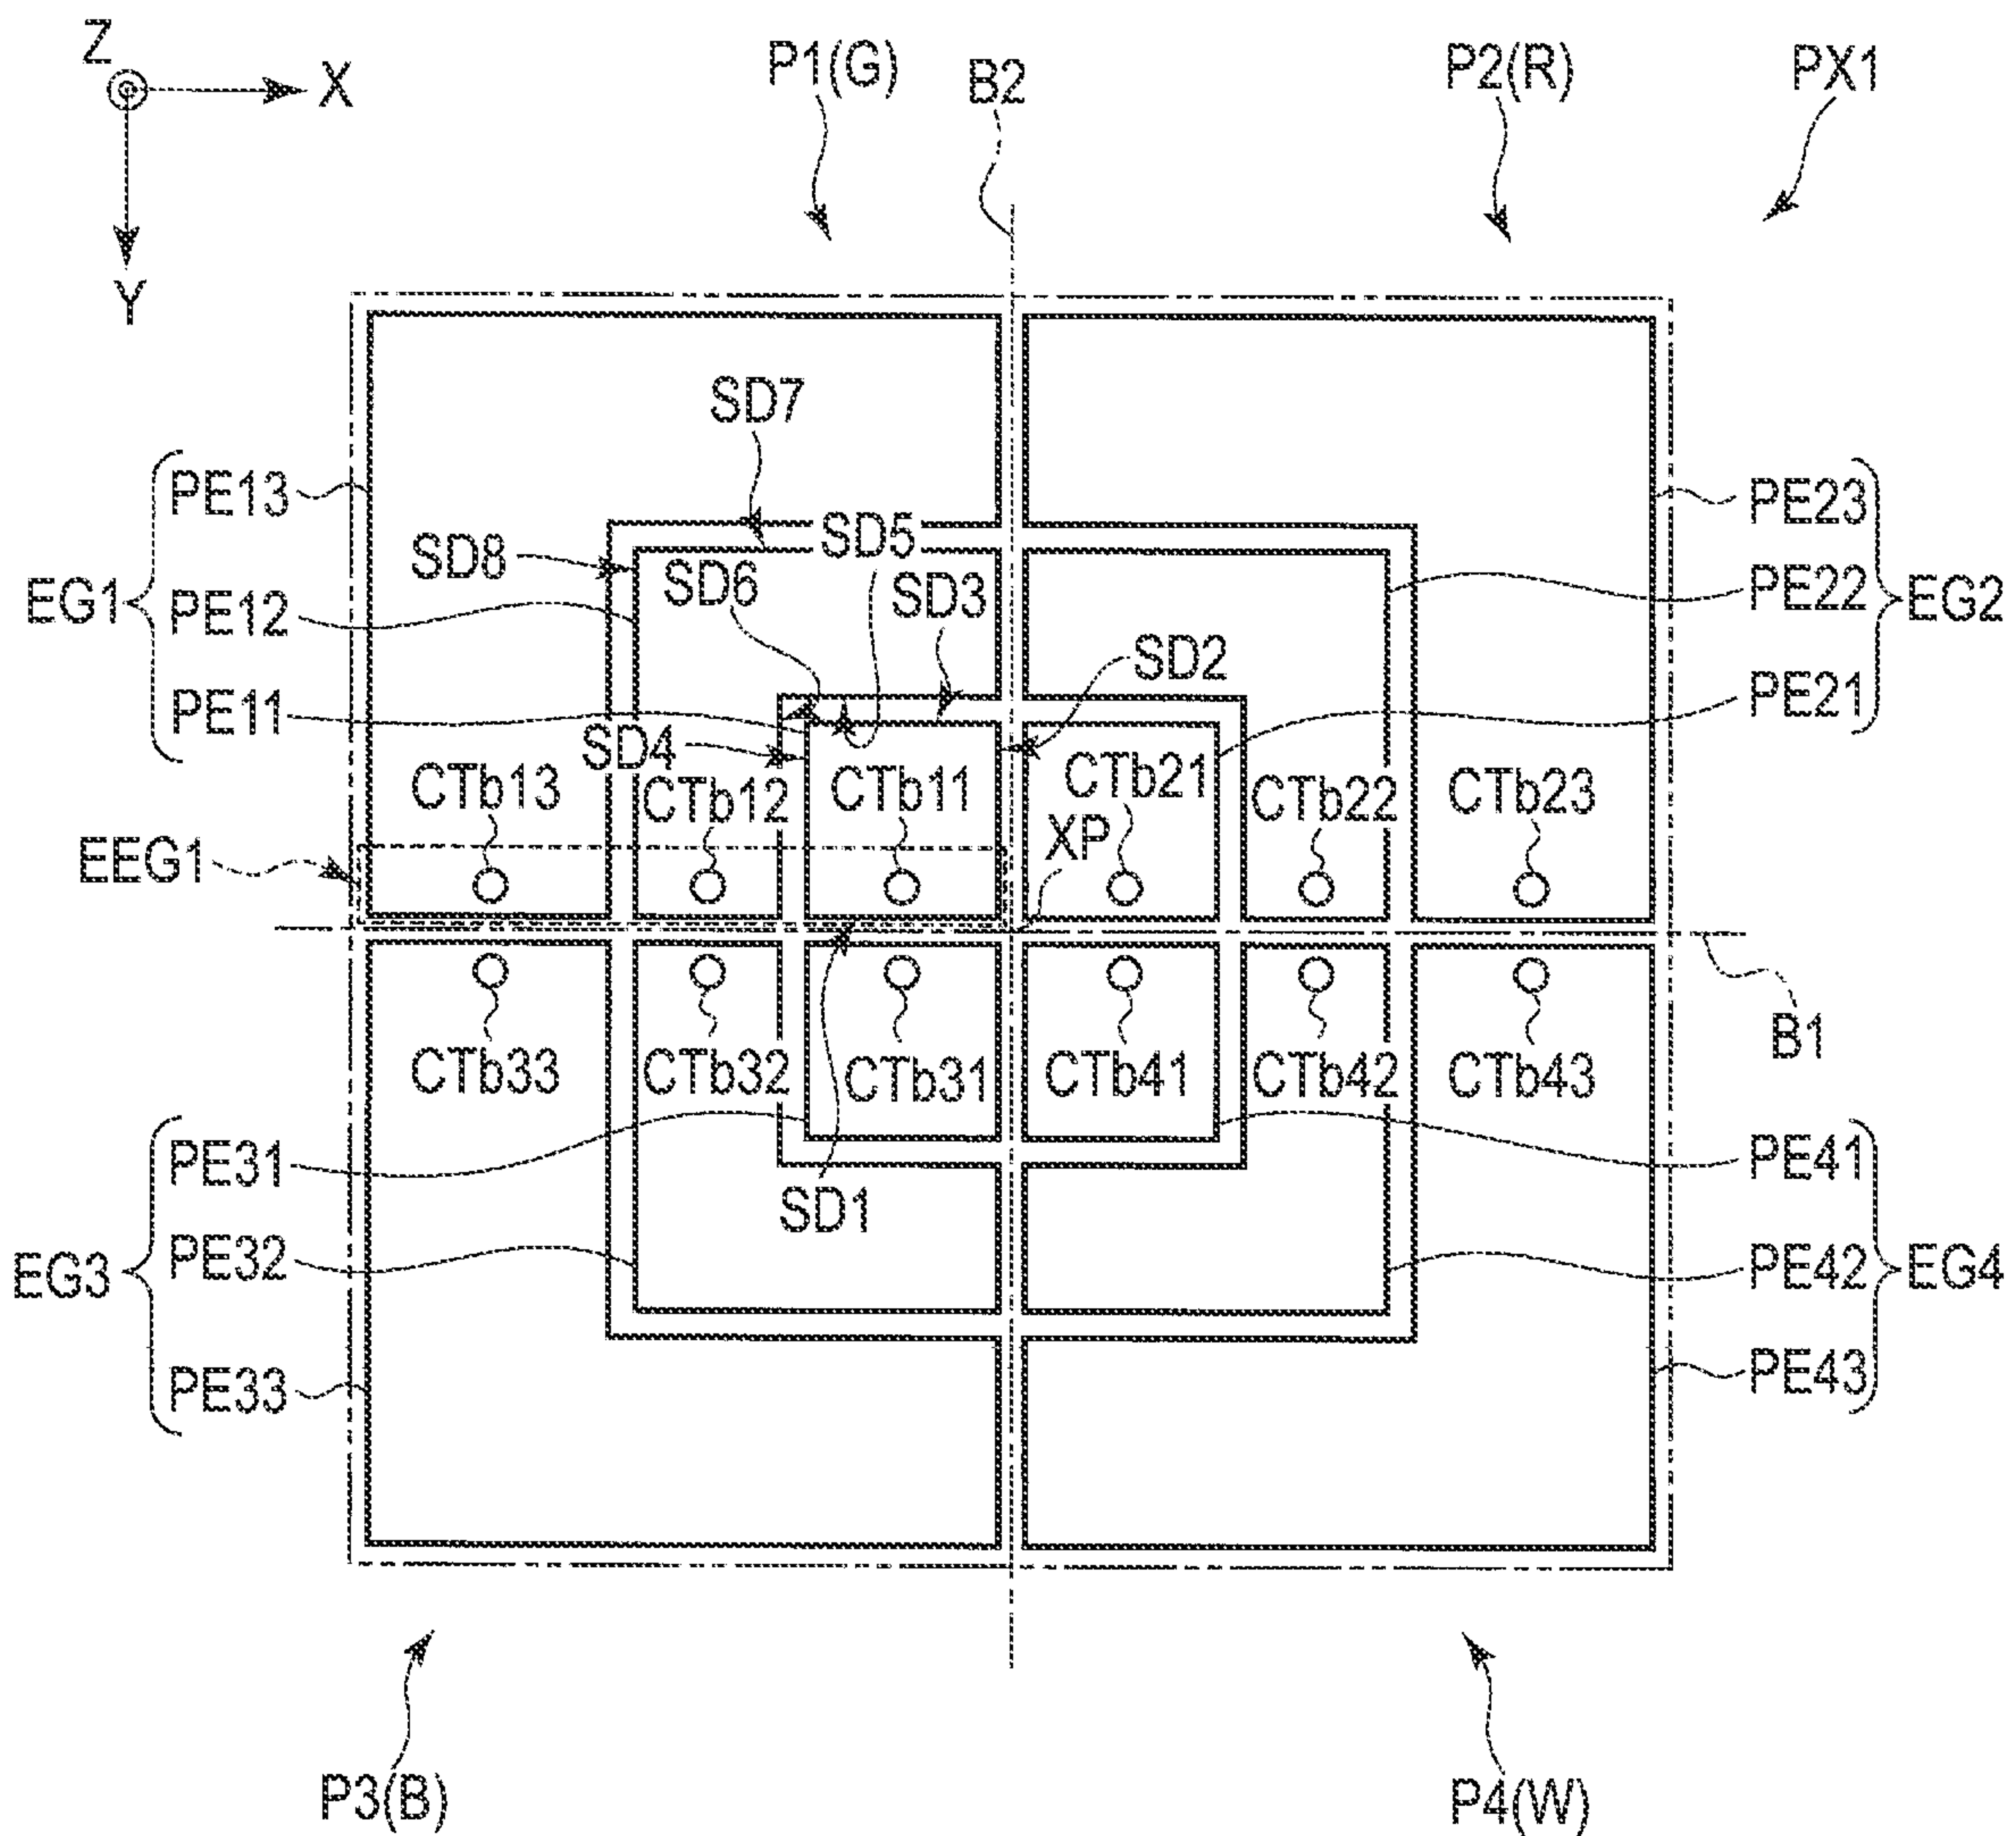 Z
X
Y
P1(G)
B2
P2(R)
PX1
SD7
PE13
PE23
SD5
SD8
SD6
SD3
EG1
PE12
PE22
EG2
SD2
PE11
PE21
SD4
CTb13
CTb12
CTb11
CTb21
CTb22
CTb23
XP
EEG1
B1
CTb33
CTb32
CTb31
CTb41
CTb42
CTb43
PE31
PE41
SD1
EG3
PE32
PE42
EG4
PE33
PE43
P3(B)
P4(W)